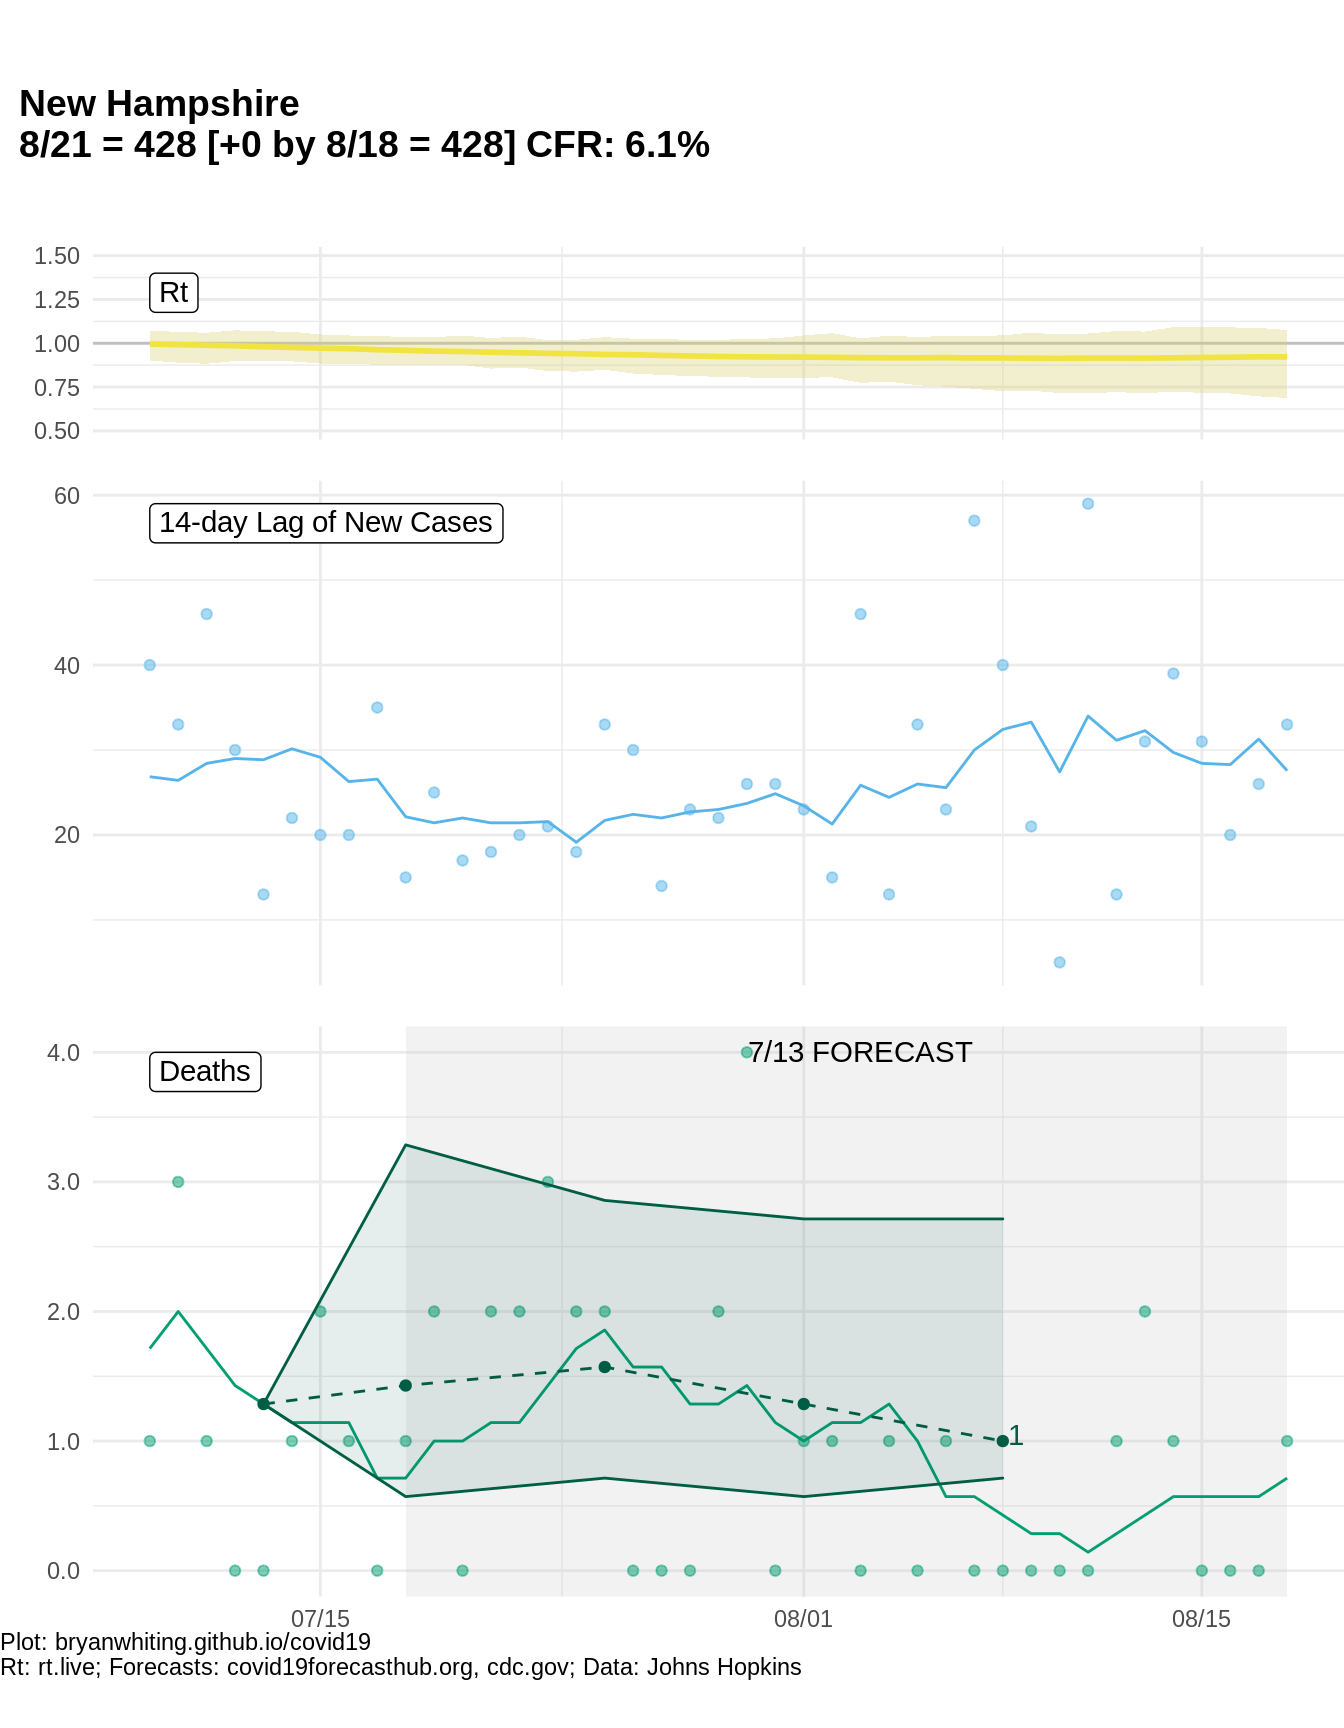 New Hampshire
8/21 = 428 [+0 by 8/18 = 428] CFR: 6.1%
1.50
Rt
1.25
1.00
0.75
0.50
60
14-day Lag of New Cases
40
20
4.0
7/13 FORECAST
Deaths
3.0
2.0
1.0
1
0.0
07/15 08/01 08/15
Plot: bryanwhiting.github.io/covid19
Rt: rt.live; Forecasts: covid19forecasthub.org, cdc.gov; Data: Johns Hopkins